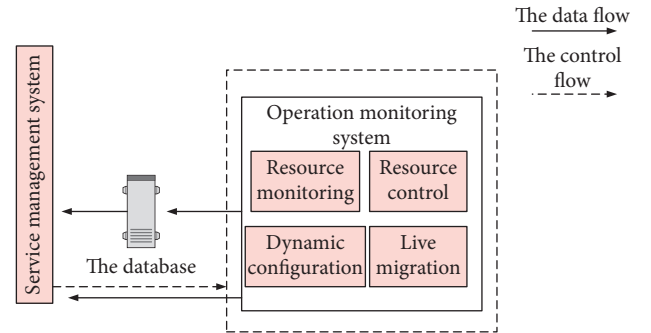 The data flow
The control
flow
Service management system
The database
Operation monitoring
system
Resource
monitoring
Resource
control
Dynamic
configuration
Live
migration